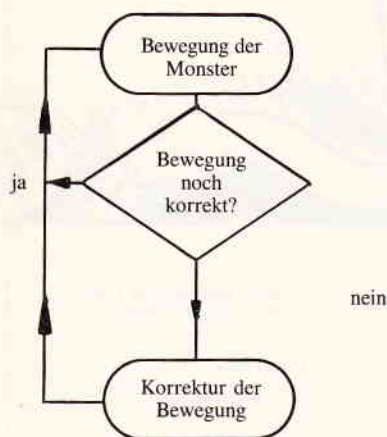 Bewegung der
Monster
Bewegung
noch
korrekt?
ja
nein
Korrektur der
Bewegung